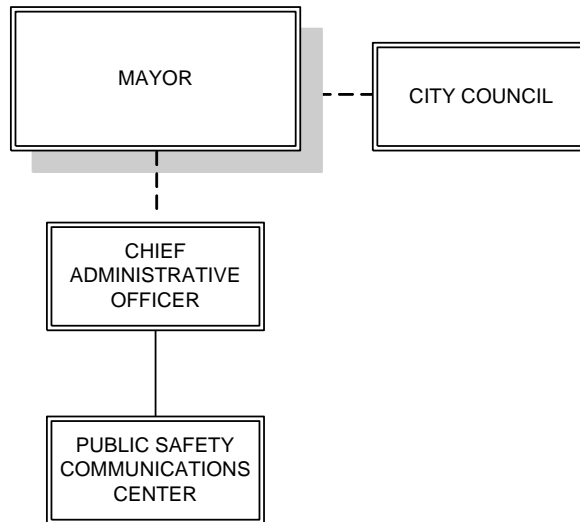 MAYOR
CITY COUNCIL
CHIEF
ADMINISTRATIVE
OFFICER
PUBLIC SAFETY
COMMUNICATIONS
CENTER